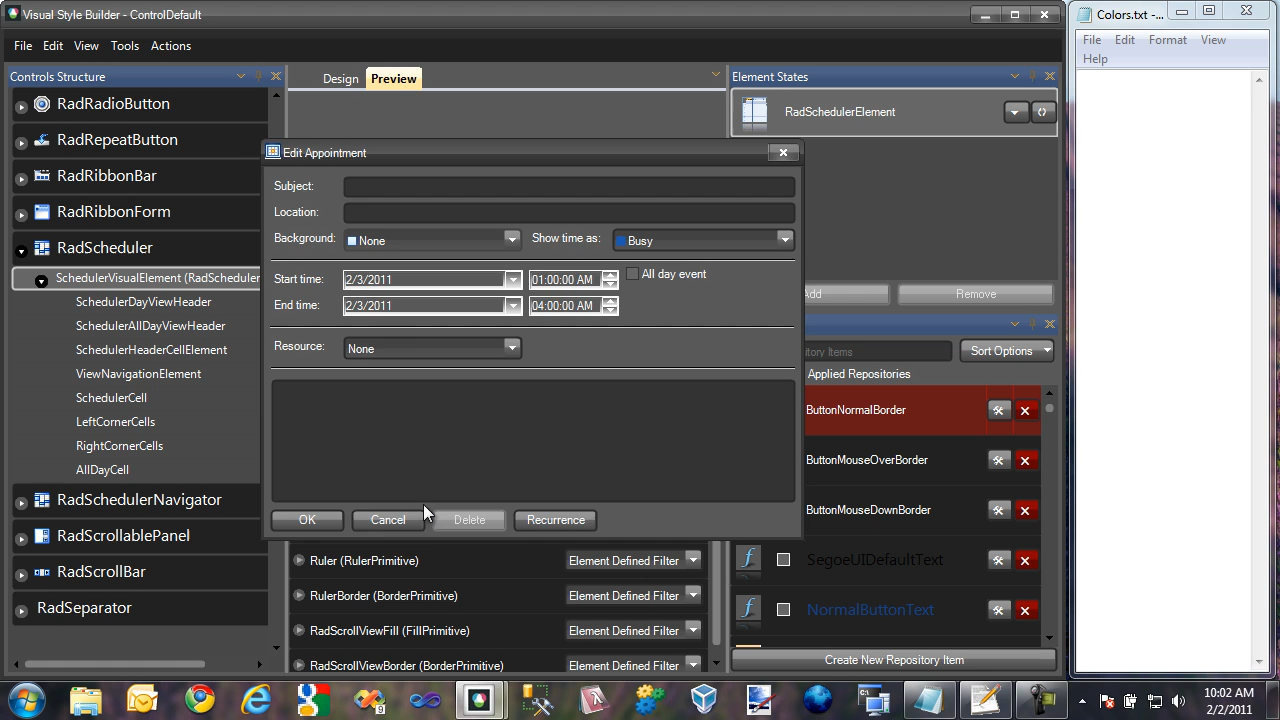 Visual Style Builder - ControlDefault
File Edit View Tools Actions
Controls Structure
RadRadioButton
RadRepeatButton
RadRibbonBar
RadRibbonForm
RadScheduler
SchedulerVisualElement (RadScheduler
SchedulerDayViewHeader
SchedulerAllDayViewHeader
SchedulerHeaderCellElement
ViewNavigationElement
SchedulerCell
LeftCornerCells
RightCornerCells
AllDayCell
RadSchedulerNavigator
RadScrollablePanel
RadScrollBar
RadSeparator
Design Preview
Edit Appointment
Subject:
Location:
Background: None Show time as: Busy
Start time: 2/3/2011 01:00:00 AM All day event
End time: 2/3/2011 04:00:00 AM
Resource: None
OK Cancel Delete Recurrence
Ruler (RulerPrimitive) Element Defined Filter
RulerBorder (BorderPrimitive) Element Defined Filter
RadScrollViewFill (FillPrimitive) Element Defined Filter
RadScrollViewBorder (BorderPrimitive) Element Defined Filter
Element States
RadSchedulerElement
Add Remove
Items Sort Options
Applied Repositories
ButtonNormalBorder
ButtonMouseOverBorder
ButtonMouseDownBorder
SegoeUIDefaultText
NormalButtonText
Create New Repository Item
Colors.txt -...
File Edit Format View
Help
10:02 AM
2/2/2011